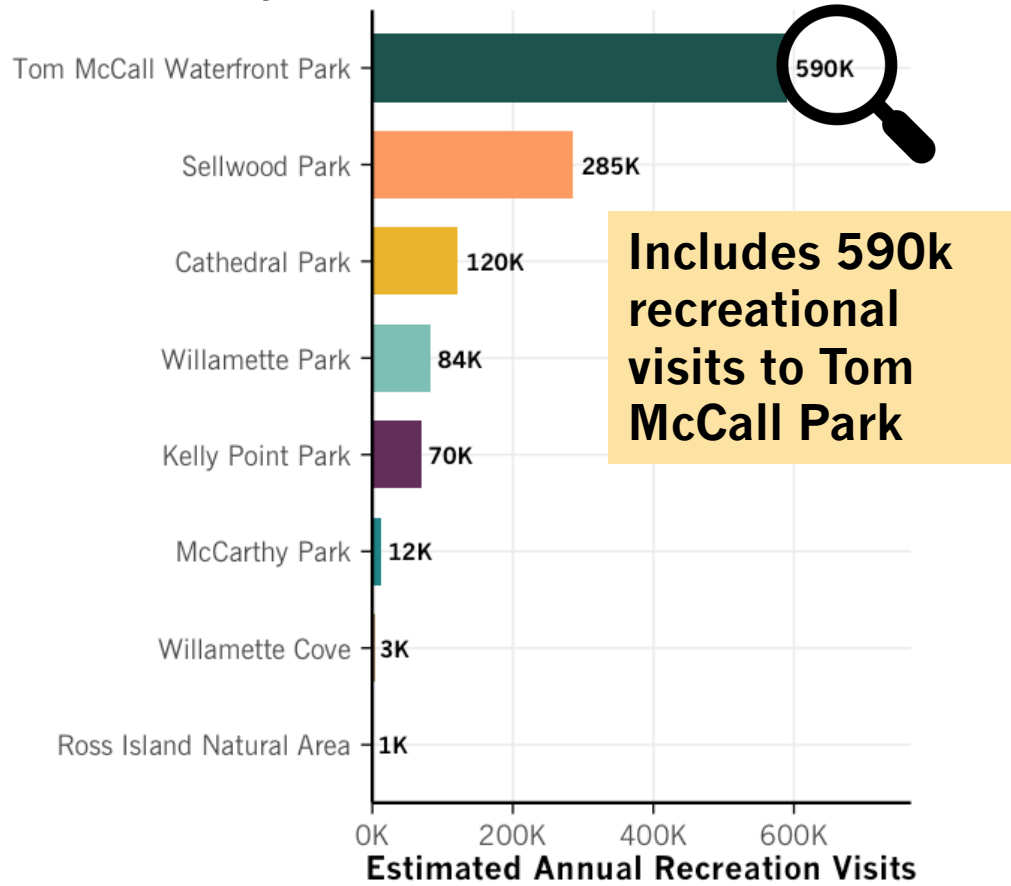 Tom McCall Waterfront Park
590K
Sellwood Park
285K
Cathedral Park
120K
Includes 590k
recreational
visits to Tom
McCall Park
Willamette Park
84K
Kelly Point Park
70K
McCarthy Park
12K
Willamette Cove
3K
Ross Island Natural Area
1K
0K 200K 400K 600K
Estimated Annual Recreation Visits